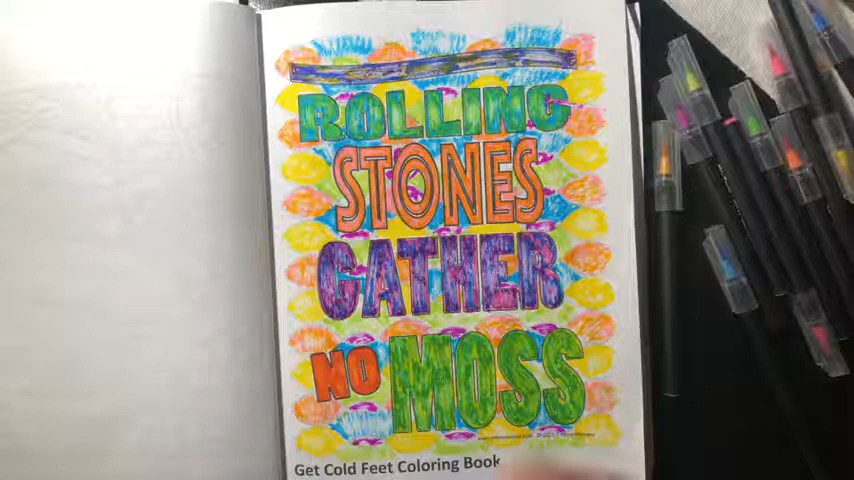 ROLLING
STONES
GATHER
NO MOSS
Get Cold Feet Coloring Book